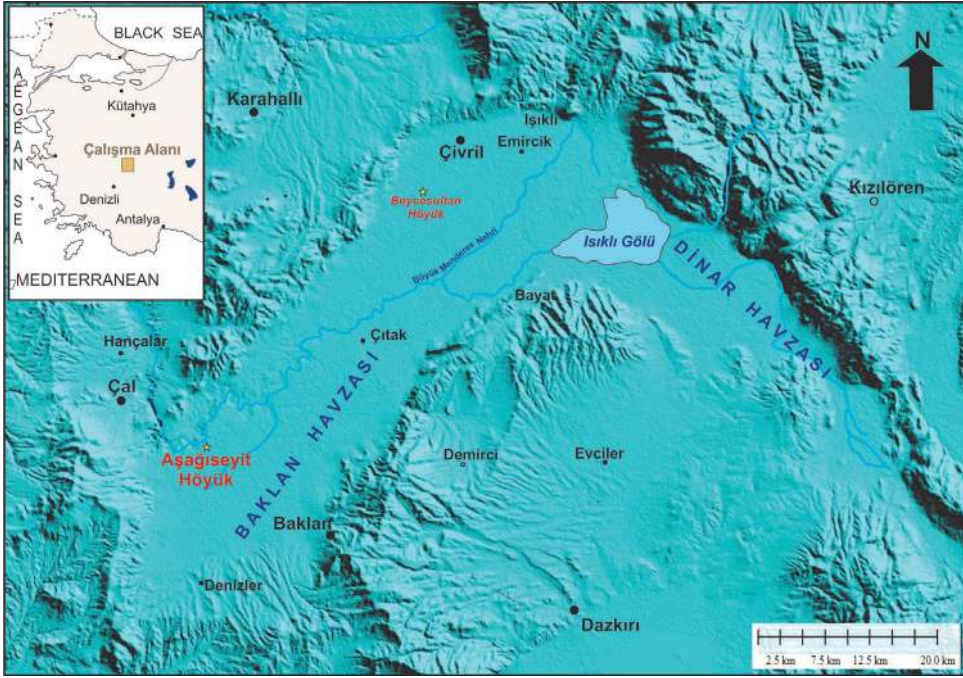 BLACK SEA
AEGEAN SEA
Kütahya
Çalışma Alanı
Denizli
Antalya
MEDITERRANEAN
N
Karahallı
Işıklı
Çivril
Emircik
Beycesultan
Höyük
Kızılören
Isıklı Gölü
DİNAR HAVZASI
Büyük Menderes Nehri
Bayat
Hançalar
Çıtak
Çal
BAKLAN HAVZASI
Aşağıseyit
Höyük
Demirci
Evciler
Baklan
Denizler
Dazkırı
2.5 km 7.5 km 12.5 km 20.0 km